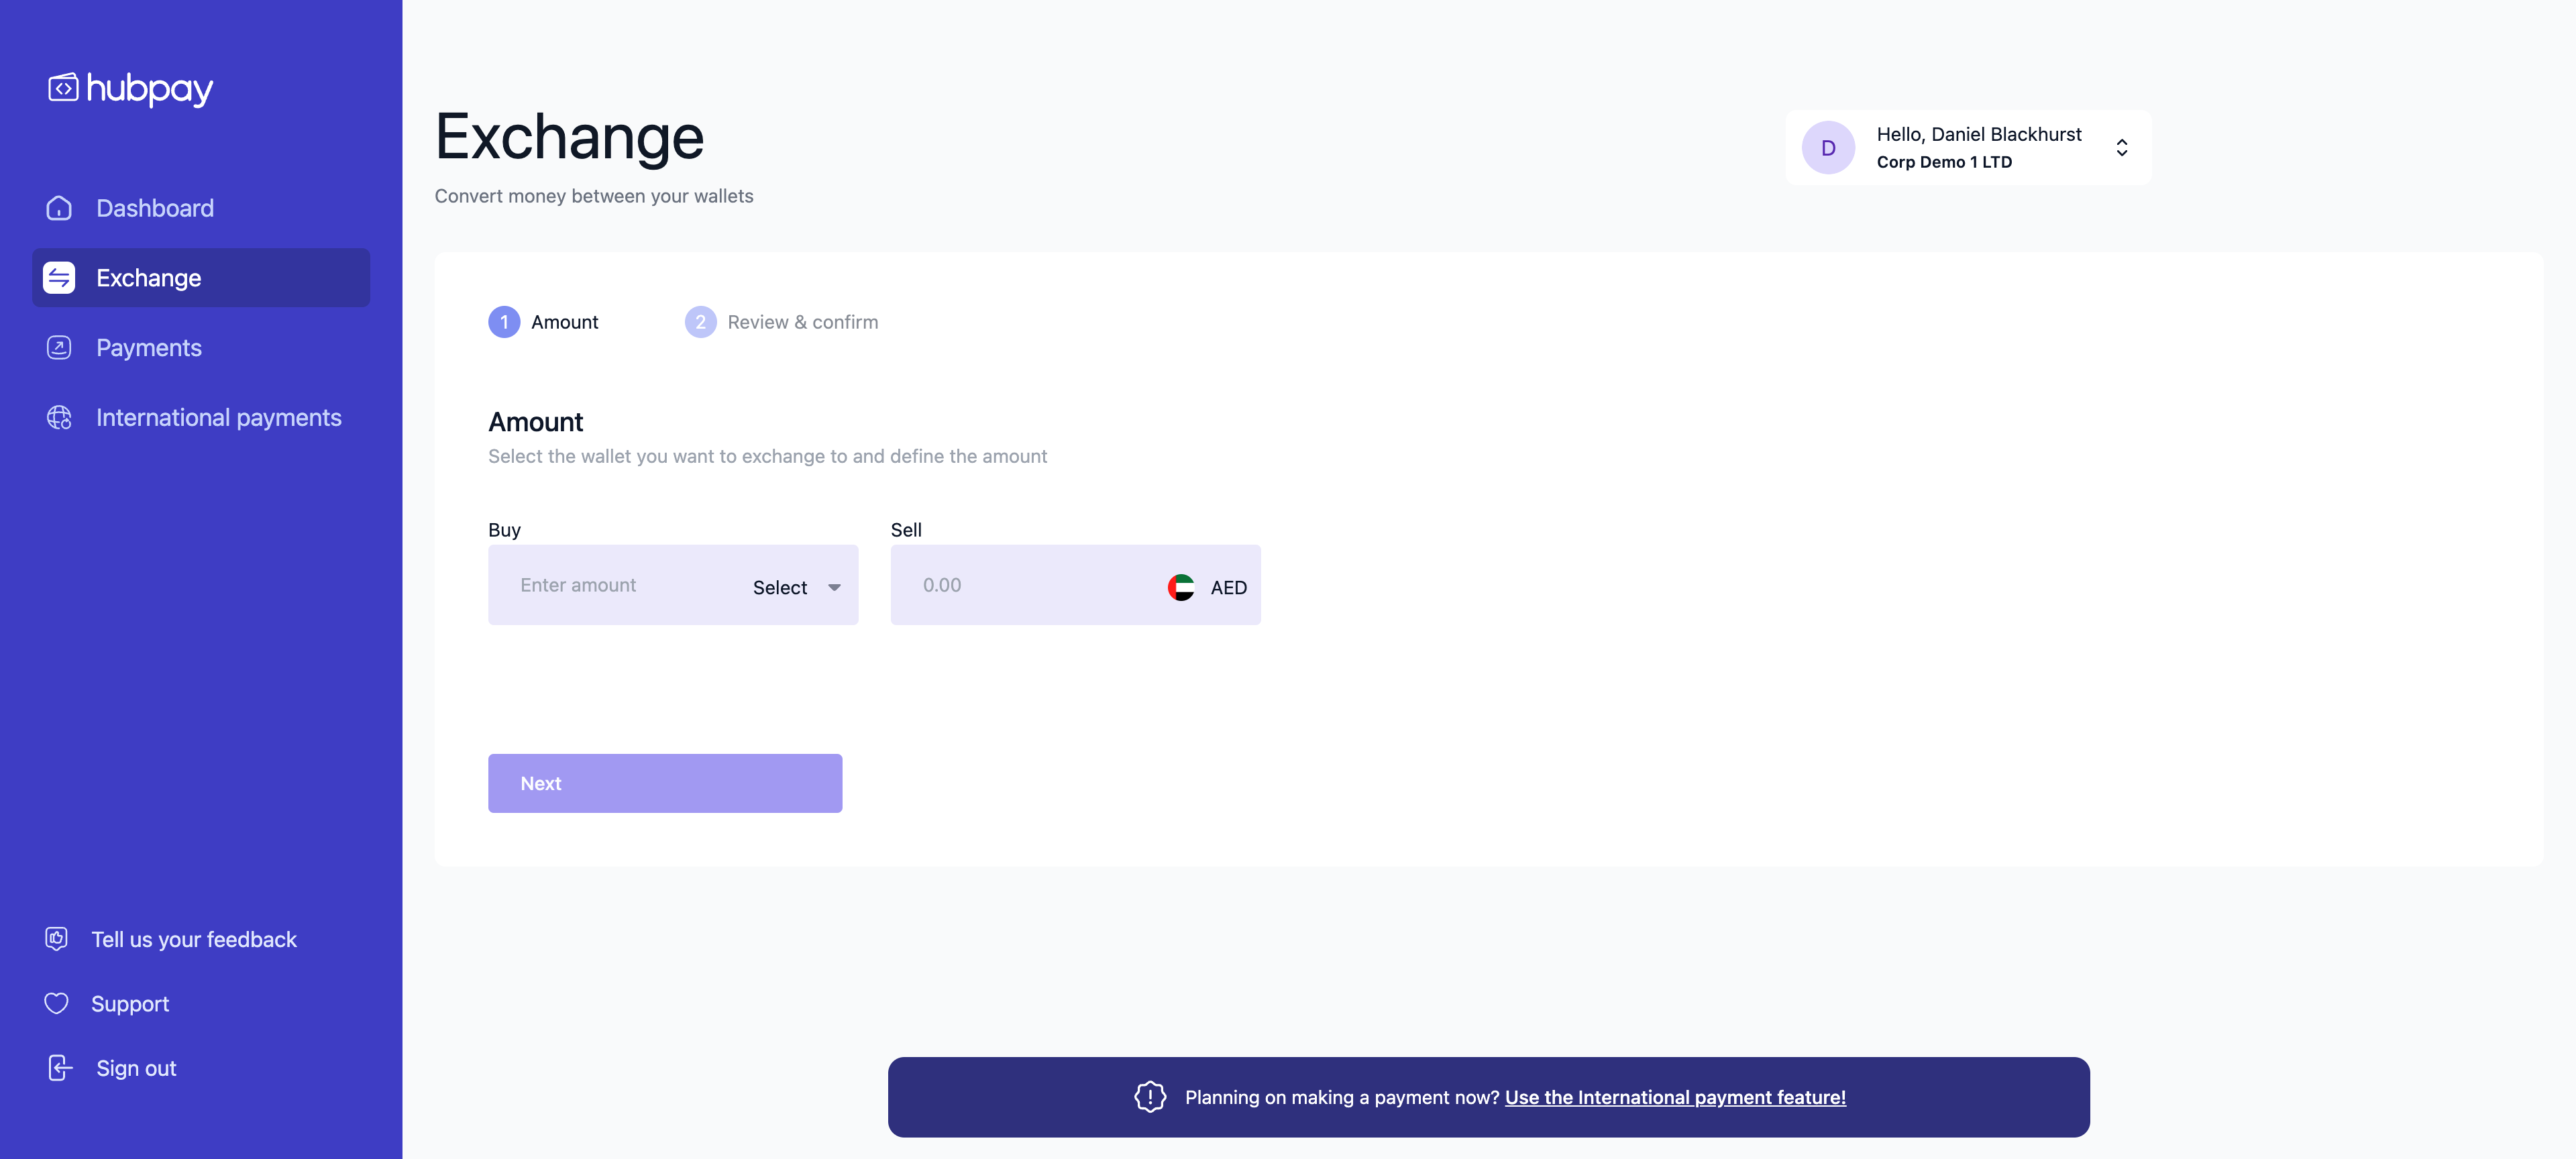 hubpay
Dashboard
Exchange
Payments
International payments
Tell us your feedback
Support
Sign out
Exchange
Convert money between your wallets
D
Hello, Daniel Blackhurst
Corp Demo 1 LTD
1 Amount
2 Review & confirm
Amount
Select the wallet you want to exchange to and define the amount
Buy
Enter amount
Select
Sell
0.00
AED
Next
Planning on making a payment now? Use the International payment feature!